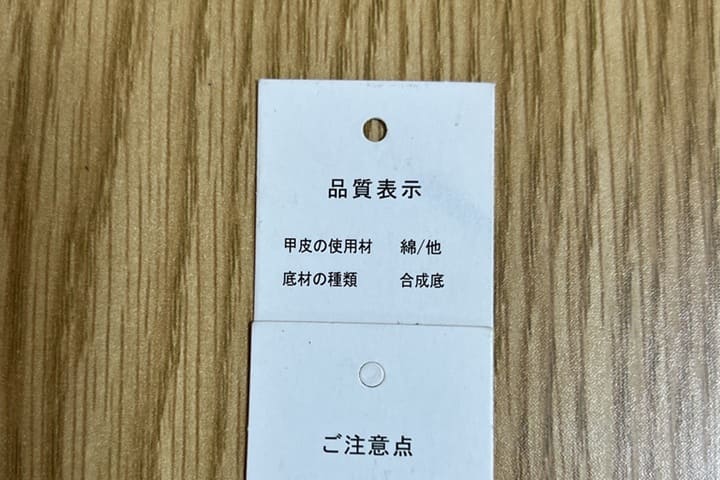 品質表示
甲皮の使用材 綿/他
底材の種類 合成底
ご注意点